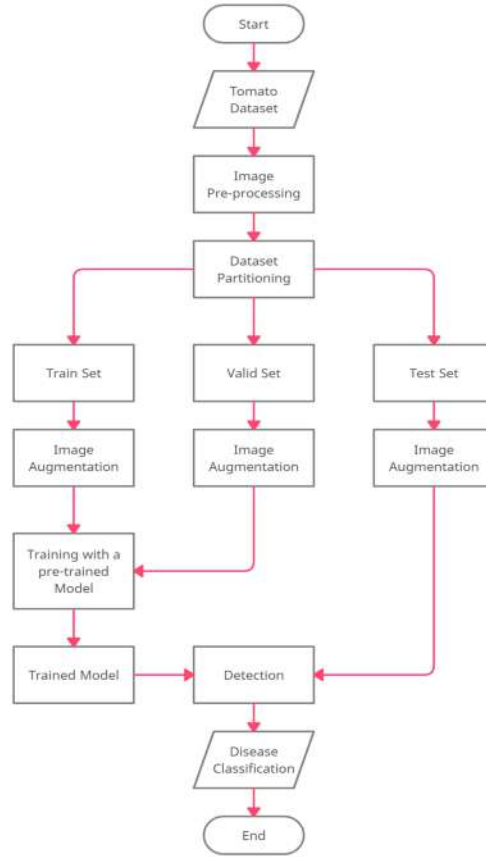 Start
Tomato
Dataset
Image
Pre-processing
Dataset
Partitioning
Train Set
Valid Set
Test Set
Image
Augmentation
Image
Augmentation
Image
Augmentation
Training with a
pre-trained
Model
Trained Model
Detection
Disease
Classification
End